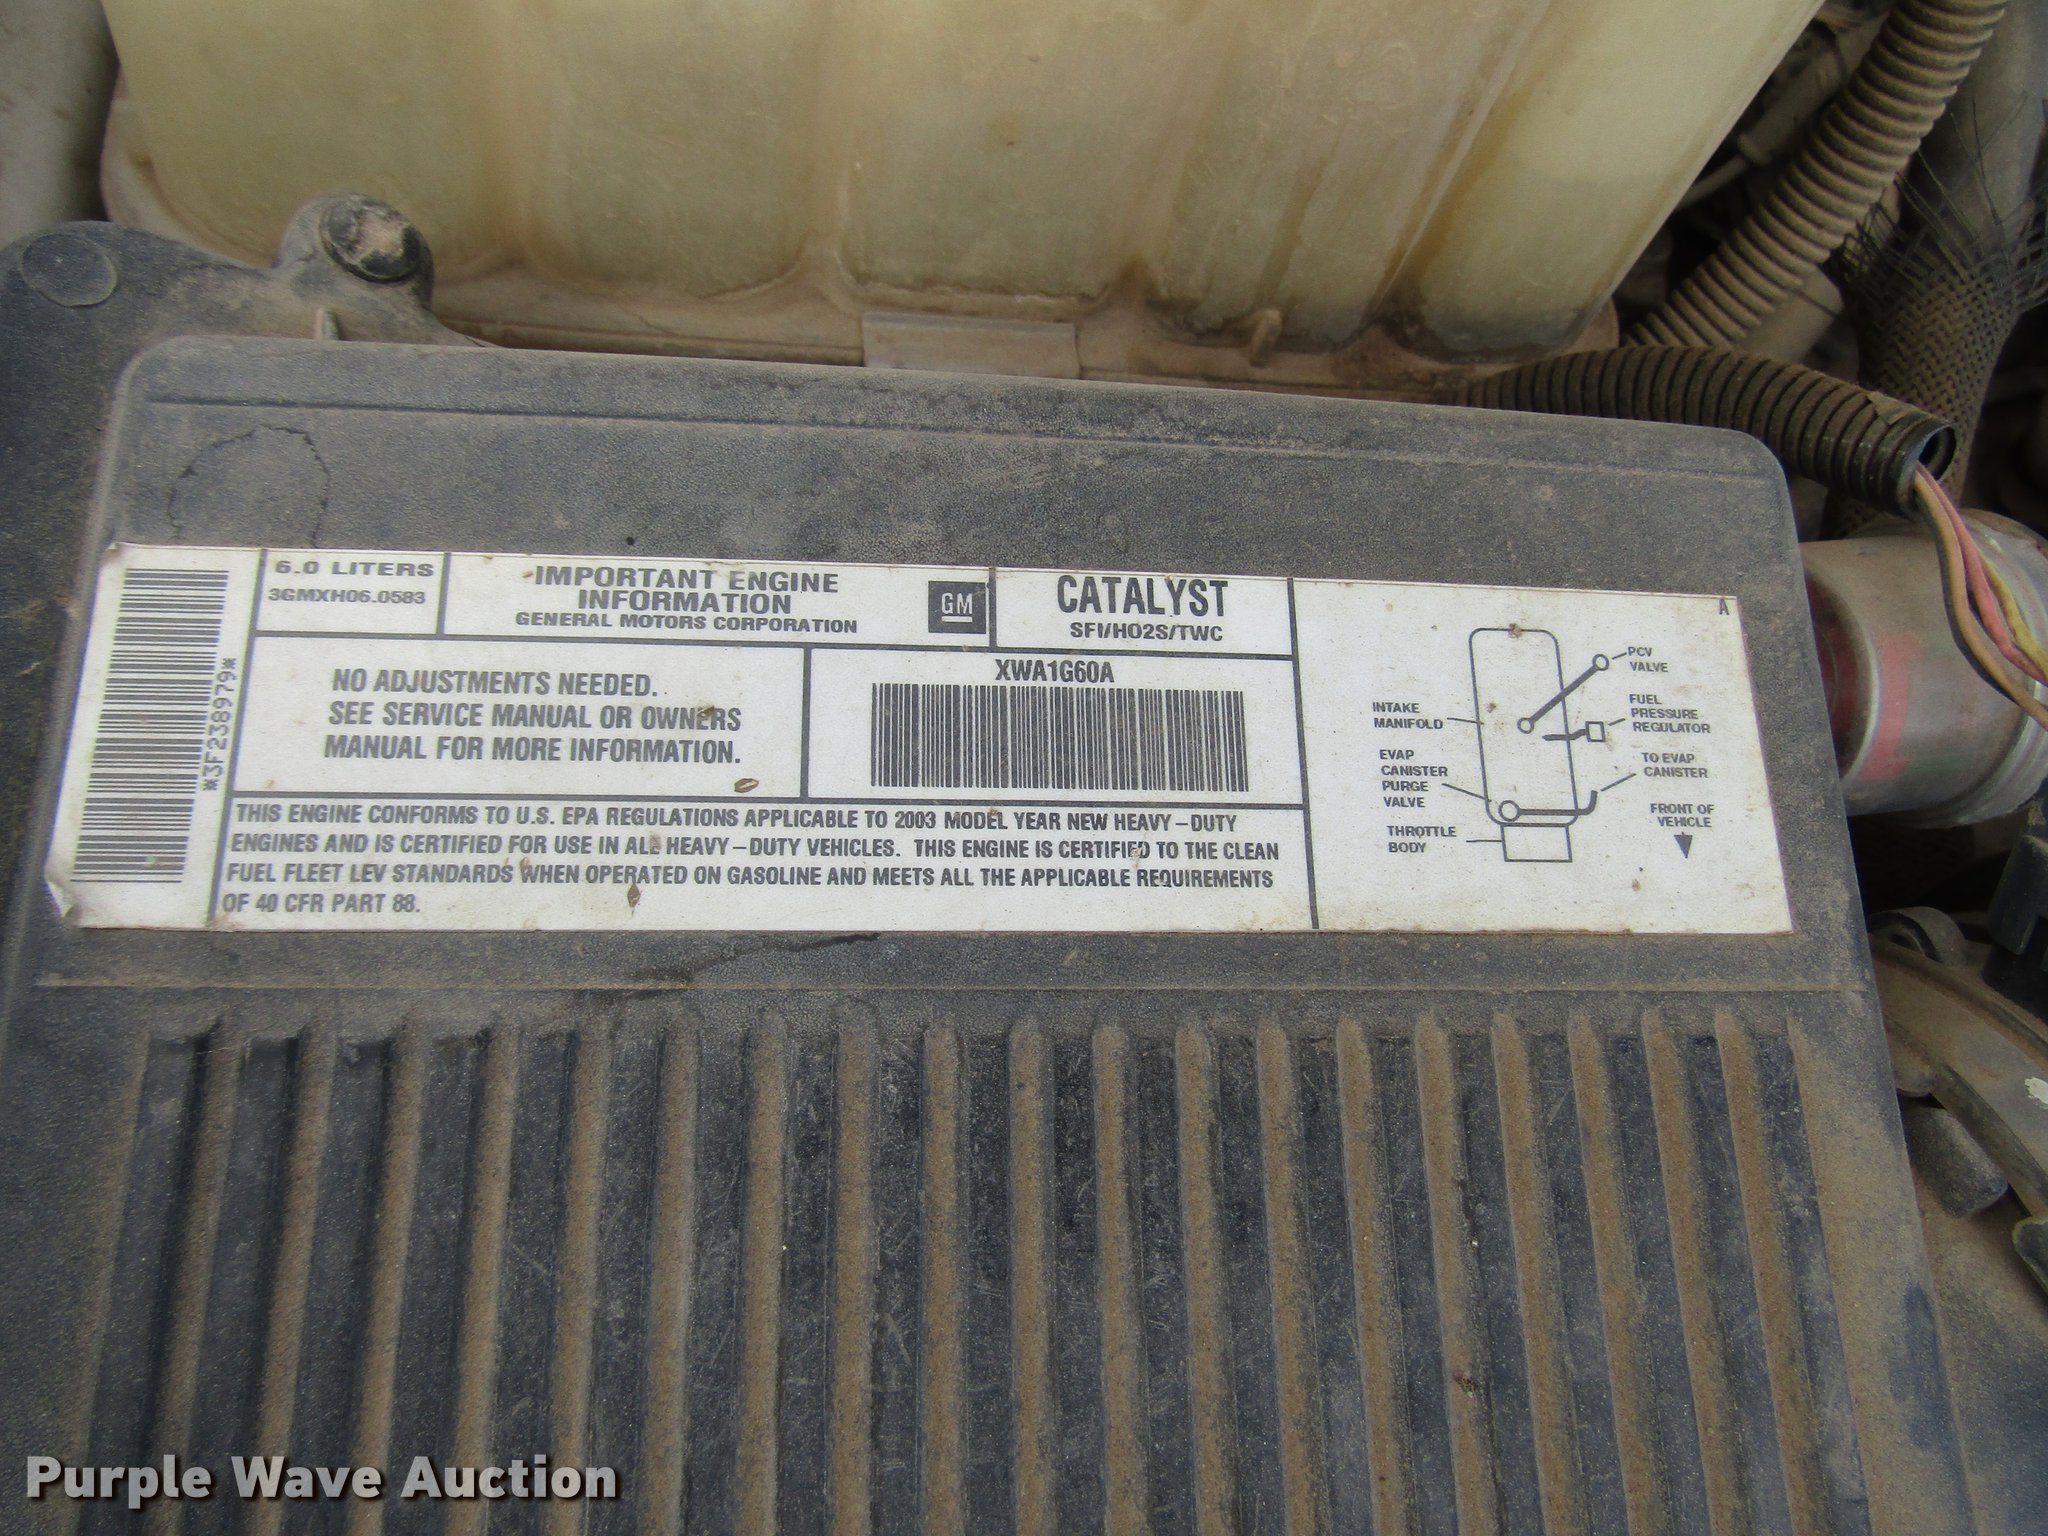 *3F238979*
6.0 LITERS
3GMXH06.0583
IMPORTANT ENGINE
INFORMATION
GENERAL MOTORS CORPORATION
GM
CATALYST
SFI/HO2S/TWC
NO ADJUSTMENTS NEEDED.
SEE SERVICE MANUAL OR OWNERS
MANUAL FOR MORE INFORMATION.
XWA1G60A
THIS ENGINE CONFORMS TO U.S. EPA REGULATIONS APPLICABLE TO 2003 MODEL YEAR NEW HEAVY-DUTY
ENGINES AND IS CERTIFIED FOR USE IN ALL HEAVY-DUTY VEHICLES. THIS ENGINE IS CERTIFIED TO THE CLEAN
FUEL FLEET LEV STANDARDS WHEN OPERATED ON GASOLINE AND MEETS ALL THE APPLICABLE REQUIREMENTS
OF 40 CFR PART 88.
A
PCV
VALVE
INTAKE
MANIFOLD
FUEL
PRESSURE
REGULATOR
EVAP
CANISTER
PURGE
VALVE
TO EVAP
CANISTER
THROTTLE
BODY
FRONT OF
VEHICLE
Purple Wave Auction